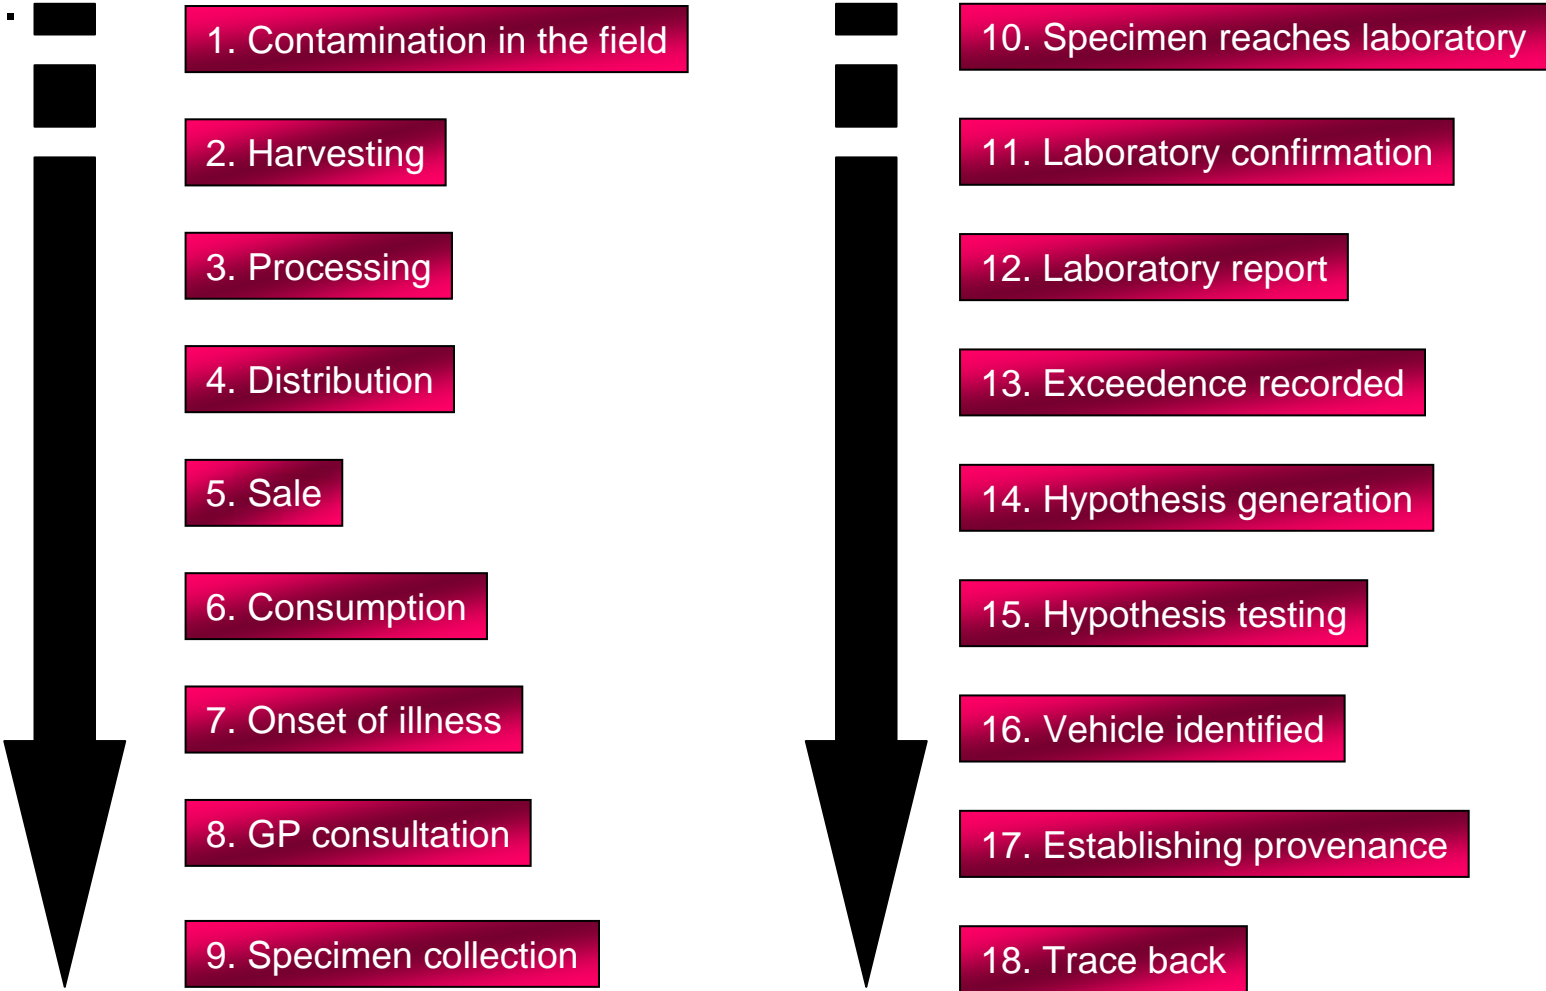 1. Contamination in the field
2. Harvesting
3. Processing
4. Distribution
5. Sale
6. Consumption
7. Onset of illness
8. GP consultation
9. Specimen collection
10. Specimen reaches laboratory
11. Laboratory confirmation
12. Laboratory report
13. Exceedence recorded
14. Hypothesis generation
15. Hypothesis testing
16. Vehicle identified
17. Establishing provenance
18. Trace back